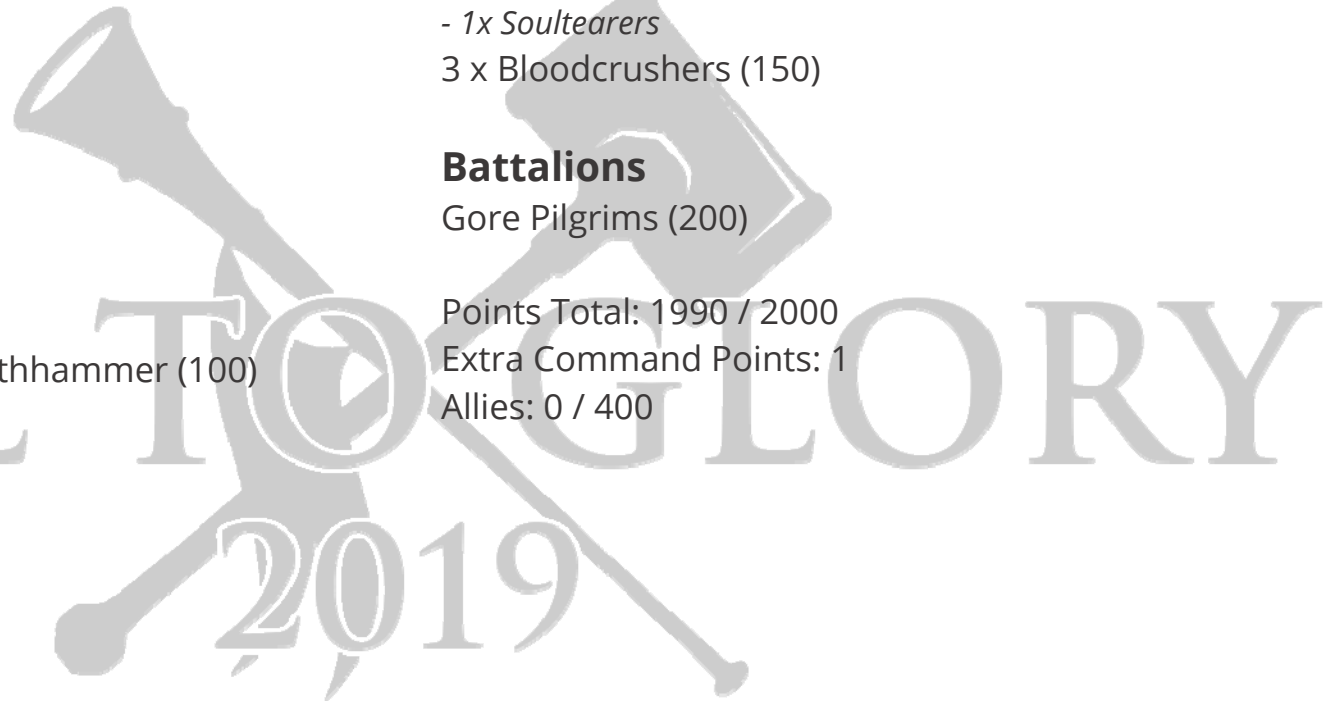 - 1x Soultearers
3 x Bloodcrushers (150)
Battalions
Gore Pilgrims (200)
Points Total: 1990 / 2000
Extra Command Points: 1
Allies: 0 / 400
(100)
TO GLORY
2019